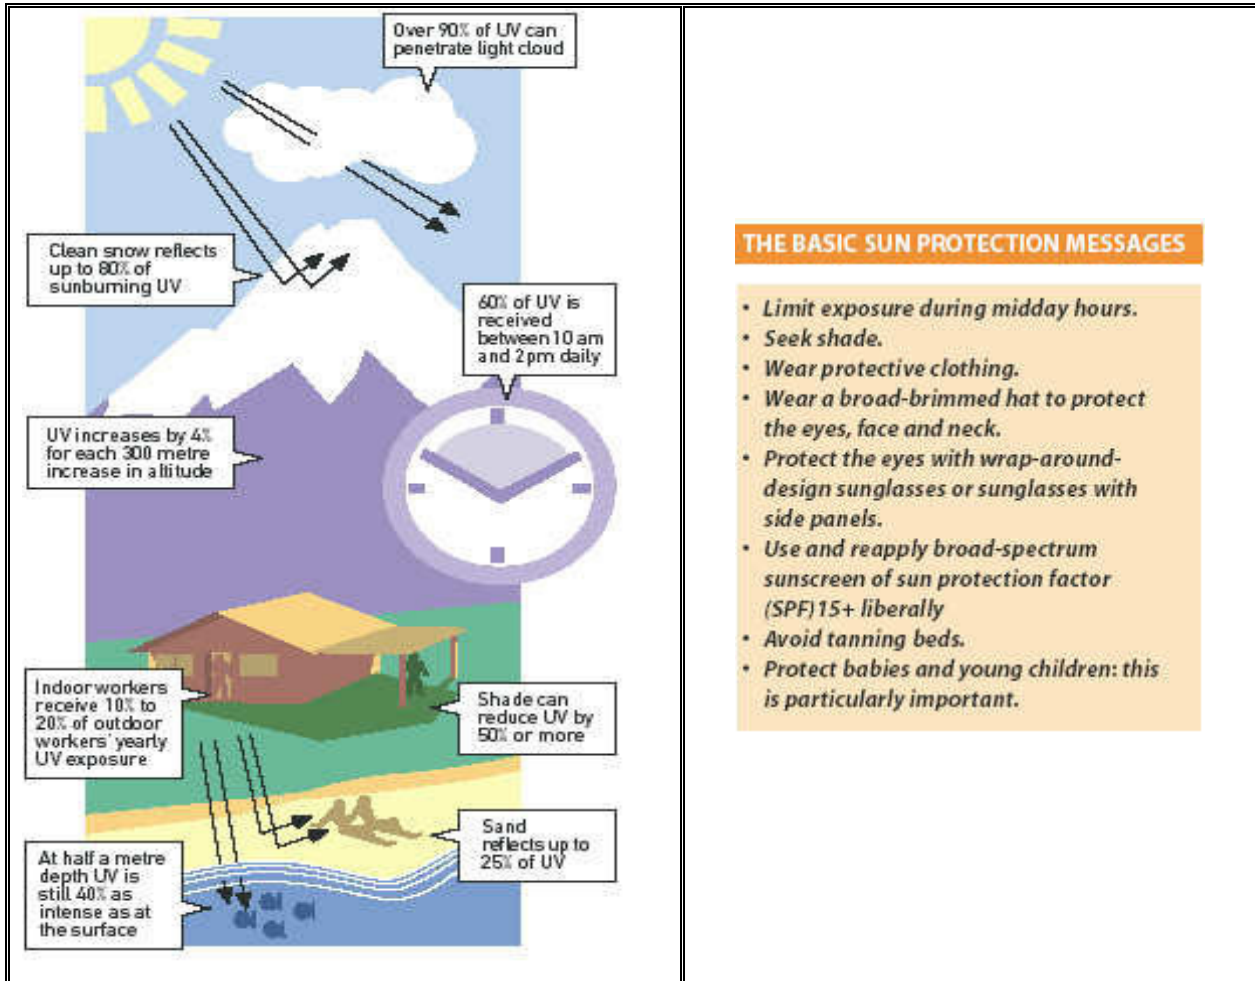 Over 90% of UV can
penetrate light cloud
Clean snow reflects
up to 80% of
sunburning UV
60% of UV is
received
between 10 am
and 2pm daily
UV increases by 4%
for each 300 metre
increase in altitude
Indoor workers
receive 10% to
20% of outdoor
workers' yearly
UV exposure
Shade can
reduce UV by
50% or more
Sand
reflects up to
25% of UV
At half a metre
depth UV is
still 40% as
intense as at
the surface
THE BASIC SUN PROTECTION MESSAGES
• Limit exposure during midday hours.
• Seek shade.
• Wear protective clothing.
• Wear a broad-brimmed hat to protect
the eyes, face and neck.
• Protect the eyes with wrap-around-
design sunglasses or sunglasses with
side panels.
• Use and reapply broad-spectrum
sunscreen of sun protection factor
(SPF)15+ liberally
• Avoid tanning beds.
• Protect babies and young children: this
is particularly important.